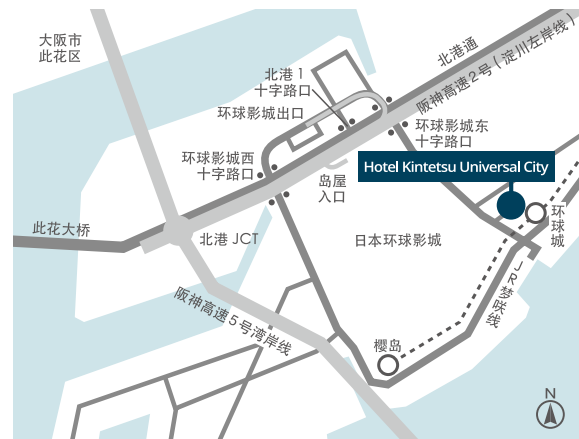 大阪市
此花区
北港通
阪神高速2号(淀川左岸线)
北港1
十字路口
环球影城出口
环球影城东
十字路口
环球影城西
十字路口
岛屋
入口
Hotel Kintetsu Universal City
环球城
此花大桥
北港 JCT
日本环球影城
JR梦咲线
阪神高速5号湾岸线
樱岛
N